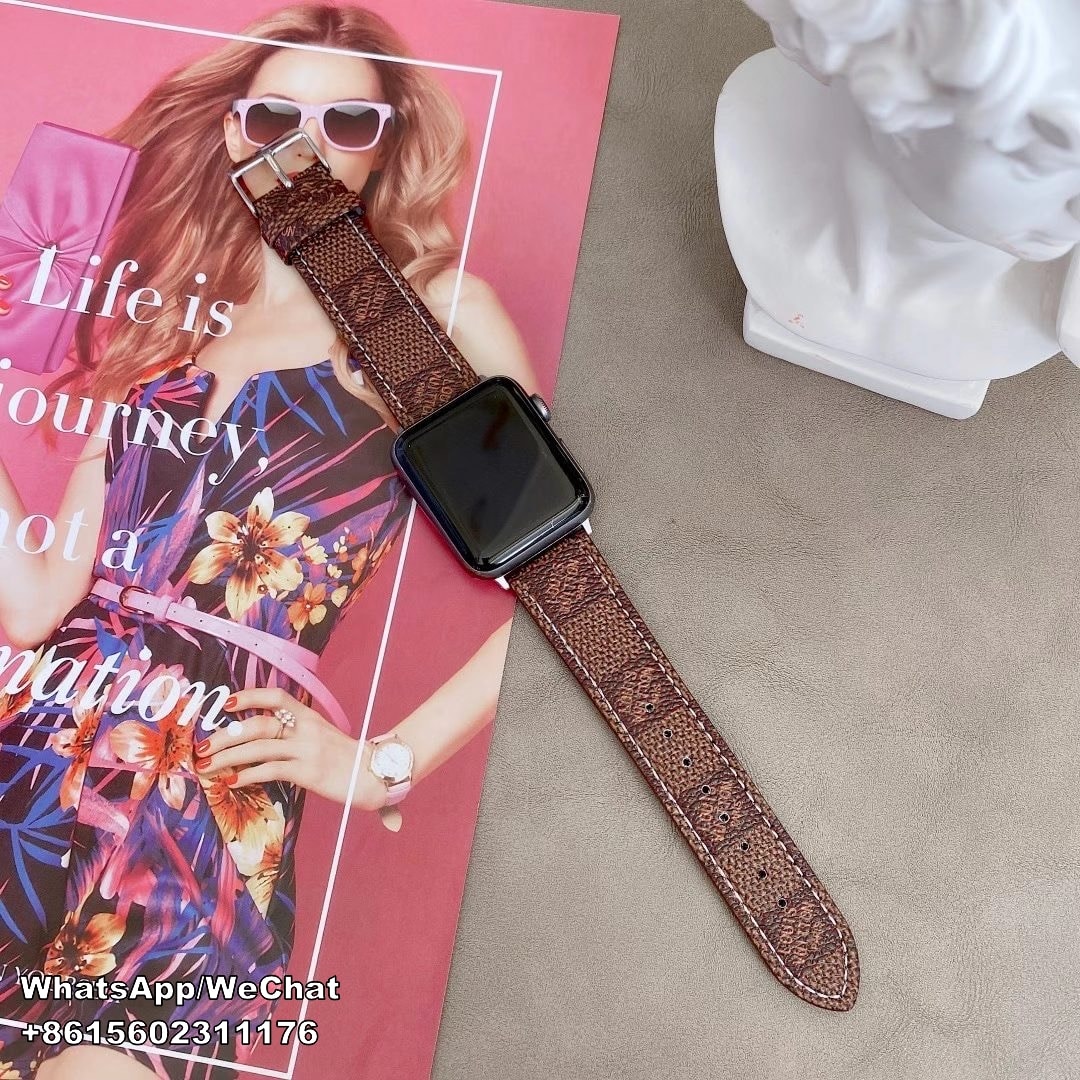 Life is
journey,
not a
nation.
WhatsApp/WeChat
+8615602311176